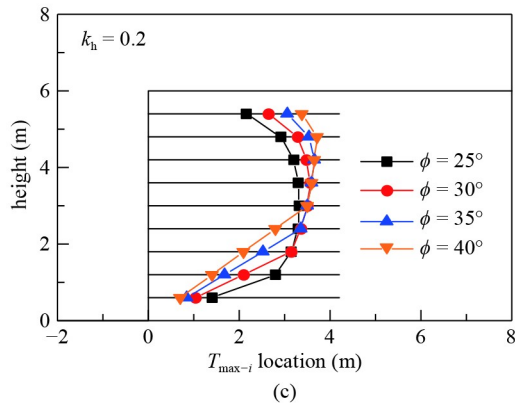 8
k_h = 0.2
6
height (m)
4
ϕ = 25°
ϕ = 30°
ϕ = 35°
ϕ = 40°
2
0
−2 0 2 4 6 8
T_max−i location (m)
(c)